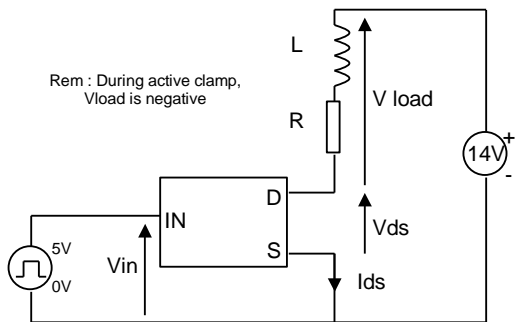 L
Rem : During active clamp,
Vload is negative
V load
R
14V
+
-
D
IN
Vds
5V
0V
Vin
S
Ids